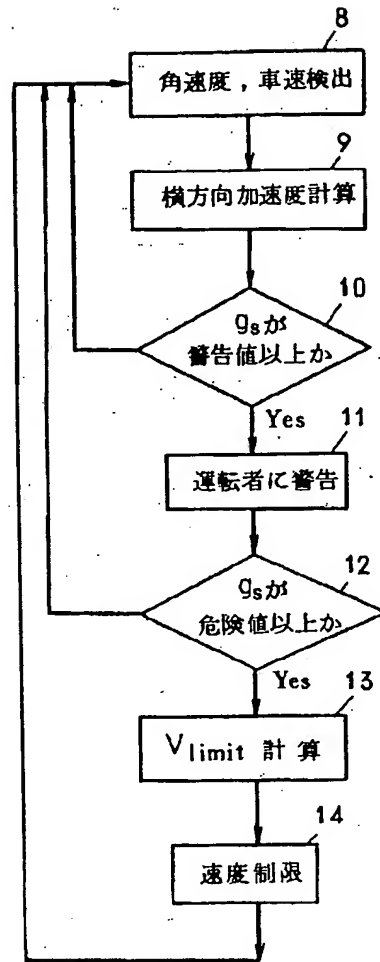 8
角速度，車速検出
9
横方向加速度計算
10
gsが
警告値以上か
Yes
11
運転者に警告
12
gsが
危険値以上か
Yes
13
Vlimit 計算
14
速度制限